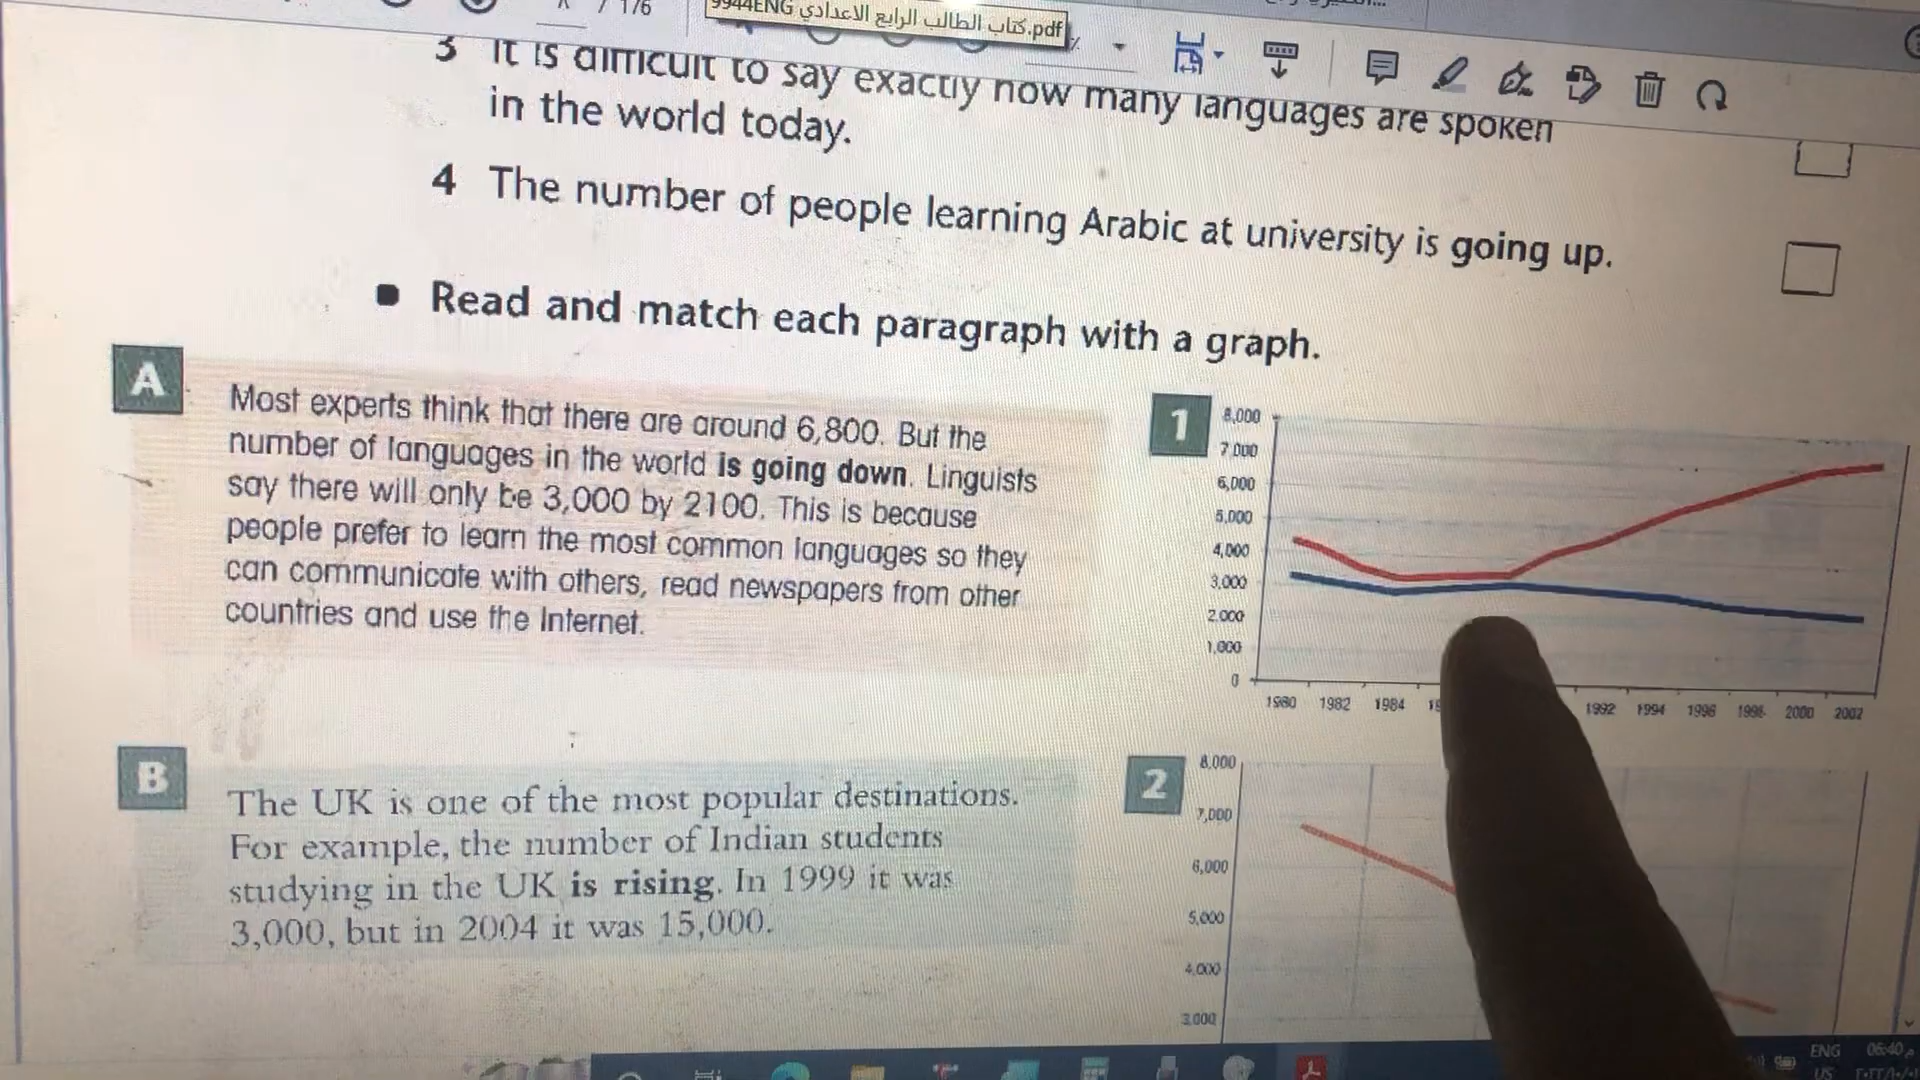 / 176
9944ENG كتاب الطالب الرابع الاعدادي.pdf
3 It is difficult to say exactly how many languages are spoken
in the world today.
4 The number of people learning Arabic at university is going up.
Read and match each paragraph with a graph.
A
Most experts think that there are around 6,800. But the
number of languages in the world is going down. Linguists
say there will only be 3,000 by 2100. This is because
people prefer to learn the most common languages so they
can communicate with others, read newspapers from other
countries and use the Internet.
1
8,000
7,000
6,000
5,000
4,000
3,000
2,000
1,000
0
1980 1982 1984 1992 1994 1996 1998 2000 2002
B
The UK is one of the most popular destinations.
For example, the number of Indian students
studying in the UK is rising. In 1999 it was
3,000, but in 2004 it was 15,000.
2
8,000
7,000
6,000
5,000
4,000
3,000
ENG
US
06:40 م